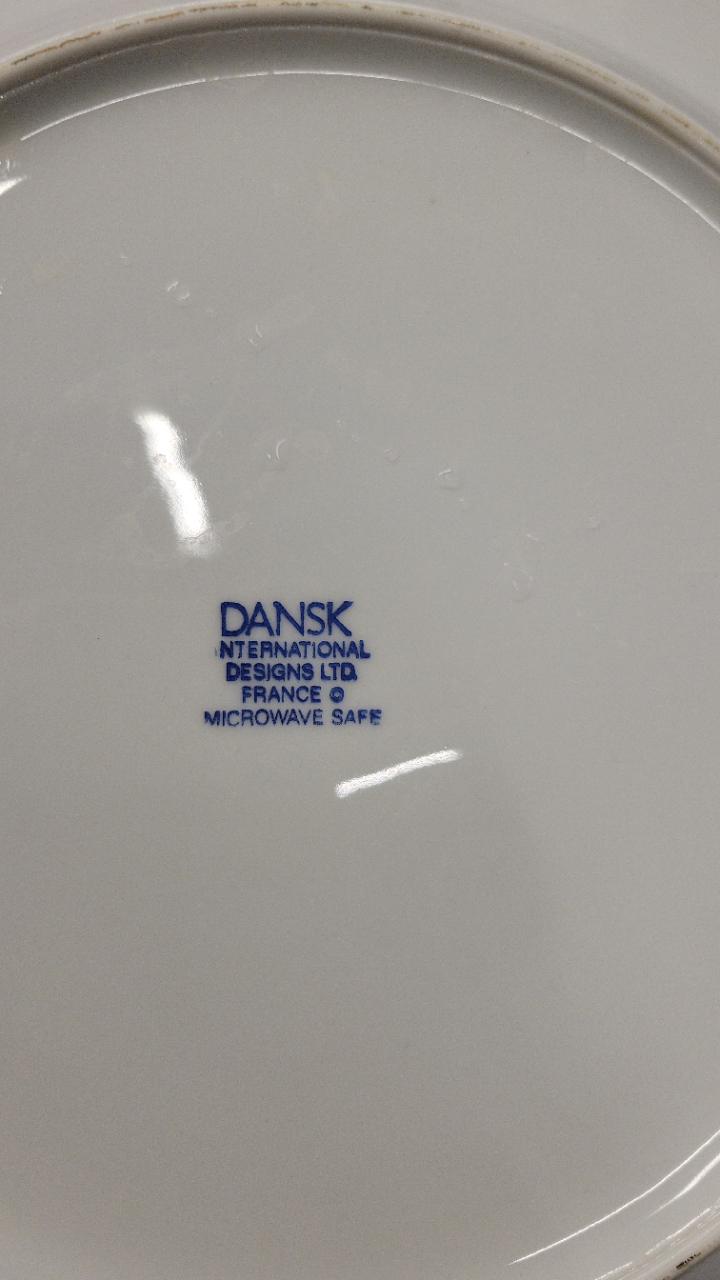 DANSK
INTERNATIONAL
DESIGNS LTD.
FRANCE ©
MICROWAVE SAFE